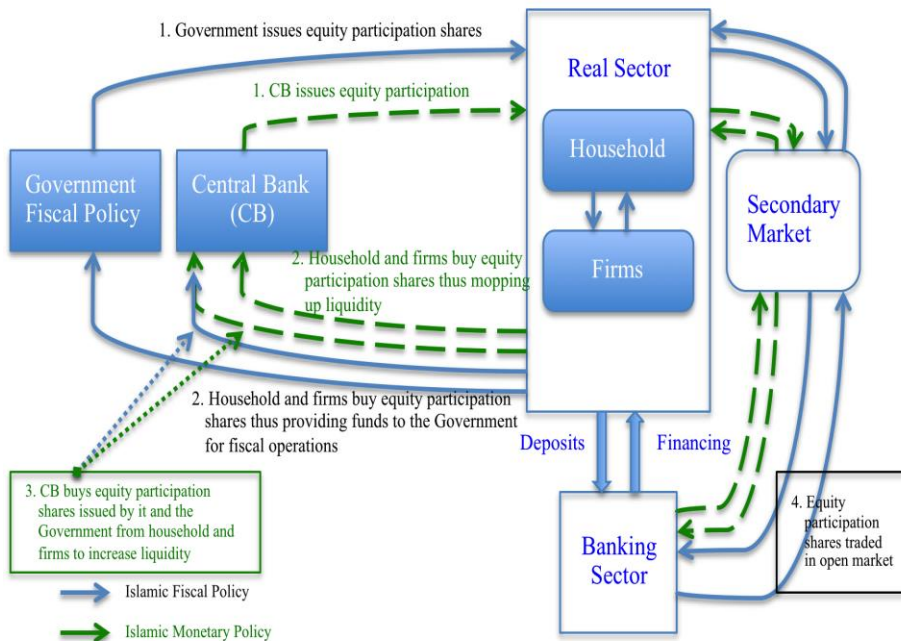 1. Government issues equity participation shares
Real Sector
1. CB issues equity participation
Household
Government
Fiscal Policy
Central Bank
(CB)
Secondary
Market
2. Household and firms buy equity
participation shares thus mopping
up liquidity
Firms
2. Household and firms buy equity participation
shares thus providing funds to the Government
for fiscal operations
Deposits
Financing
3. CB buys equity participation
shares issued by it and the
Government from household and
firms to increase liquidity
4. Equity
participation
shares traded
in open market
Banking
Sector
Islamic Fiscal Policy
Islamic Monetary Policy